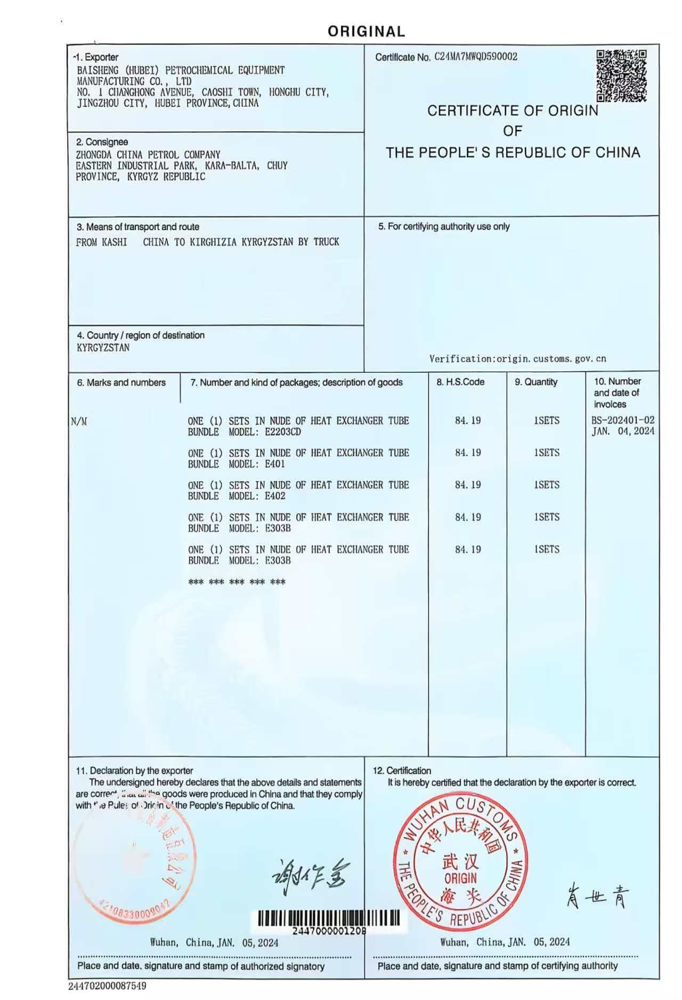 ORIGINAL
1. Exporter
BAISHENG (HUBEI) PETROCHEMICAL EQUIPMENT
MANUFACTURING CO., LTD
NO. 1 CHANGHONG AVENUE, CAOSHI TOWN, HONGHU CITY,
JINGZHOU CITY, HUBEI PROVINCE, CHINA
Certificate No. C24MA7MWQD590002
CERTIFICATE OF ORIGIN
OF
THE PEOPLE'S REPUBLIC OF CHINA
2. Consignee
ZHONGDA CHINA PETROL COMPANY
EASTERN INDUSTRIAL PARK, KARA-BALTA, CHUY
PROVINCE, KYRGYZ REPUBLIC
3. Means of transport and route
FROM KASHI CHINA TO KIRGHIZIA KYRGYZSTAN BY TRUCK
5. For certifying authority use only
4. Country / region of destination
KYRGYZSTAN
Verification:origin.customs.gov.cn
6. Marks and numbers
7. Number and kind of packages; description of goods
8. H.S.Code
9. Quantity
10. Number
and date of
invoices
N/M
ONE (1) SETS IN NUDE OF HEAT EXCHANGER TUBE 84.19 1SETS BS-202401-02
BUNDLE MODEL: E2203CD JAN. 04, 2024
ONE (1) SETS IN NUDE OF HEAT EXCHANGER TUBE 84.19 1SETS
BUNDLE MODEL: E401
ONE (1) SETS IN NUDE OF HEAT EXCHANGER TUBE 84.19 1SETS
BUNDLE MODEL: E402
ONE (1) SETS IN NUDE OF HEAT EXCHANGER TUBE 84.19 1SETS
BUNDLE MODEL: E303B
ONE (1) SETS IN NUDE OF HEAT EXCHANGER TUBE 84.19 1SETS
BUNDLE MODEL: E303B
*** *** *** *** ***
11. Declaration by the exporter
The undersigned hereby declares that the above details and statements
are correct, that all the goods were produced in China and that they comply
with the Rules of Origin of the People's Republic of China.
造有限公司
42108330009042
谢作金
2447000001208
Wuhan, China, JAN. 05, 2024
Place and date, signature and stamp of authorized signatory
12. Certification
It is hereby certified that the declaration by the exporter is correct.
WUHAN CUSTOMS
THE PEOPLE'S REPUBLIC OF CHINA
中华人民共和国
武汉
ORIGIN
海关
肖世青
Wuhan, China, JAN. 05, 2024
Place and date, signature and stamp of certifying authority
244702000087549